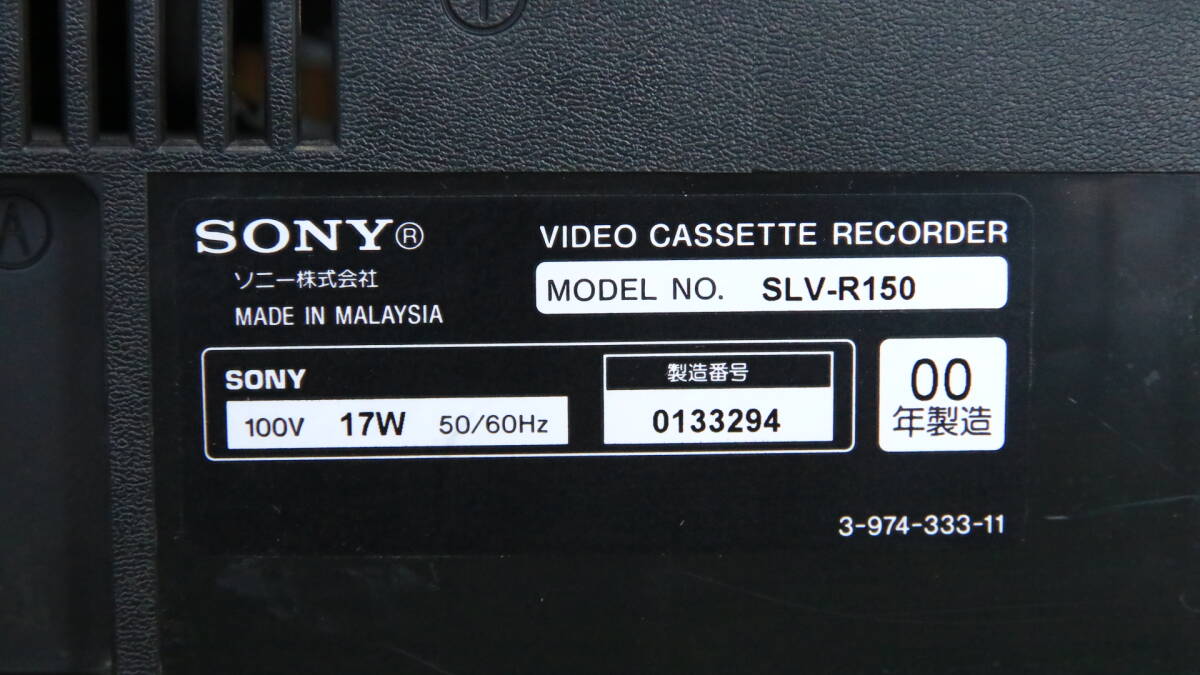 SONY®
ソニー株式会社
MADE IN MALAYSIA
VIDEO CASSETTE RECORDER
MODEL NO. SLV-R150
SONY
100V 17W 50/60Hz
製造番号
0133294
00
年製造
3-974-333-11
A